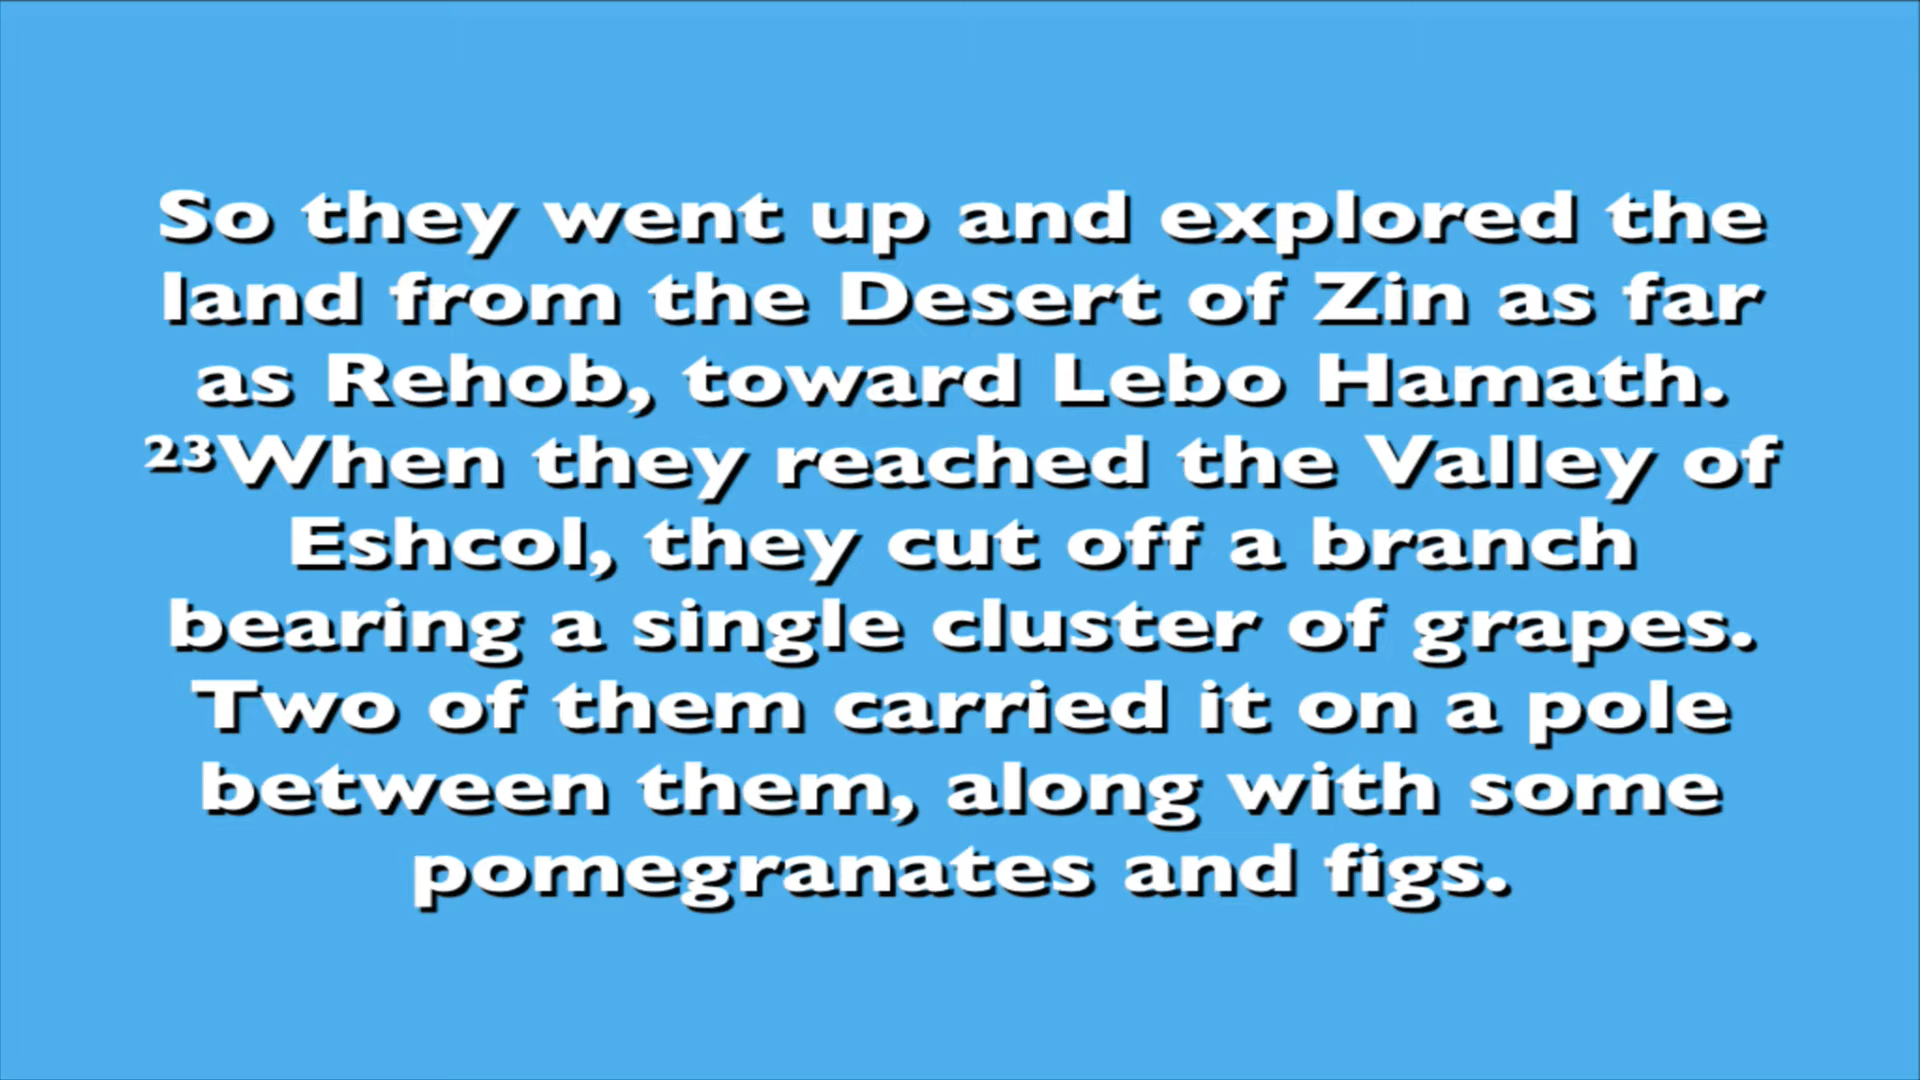 So they went up and explored the
land from the Desert of Zin as far
as Rehob, toward Lebo Hamath.
²³When they reached the Valley of
Eshcol, they cut off a branch
bearing a single cluster of grapes.
Two of them carried it on a pole
between them, along with some
pomegranates and figs.